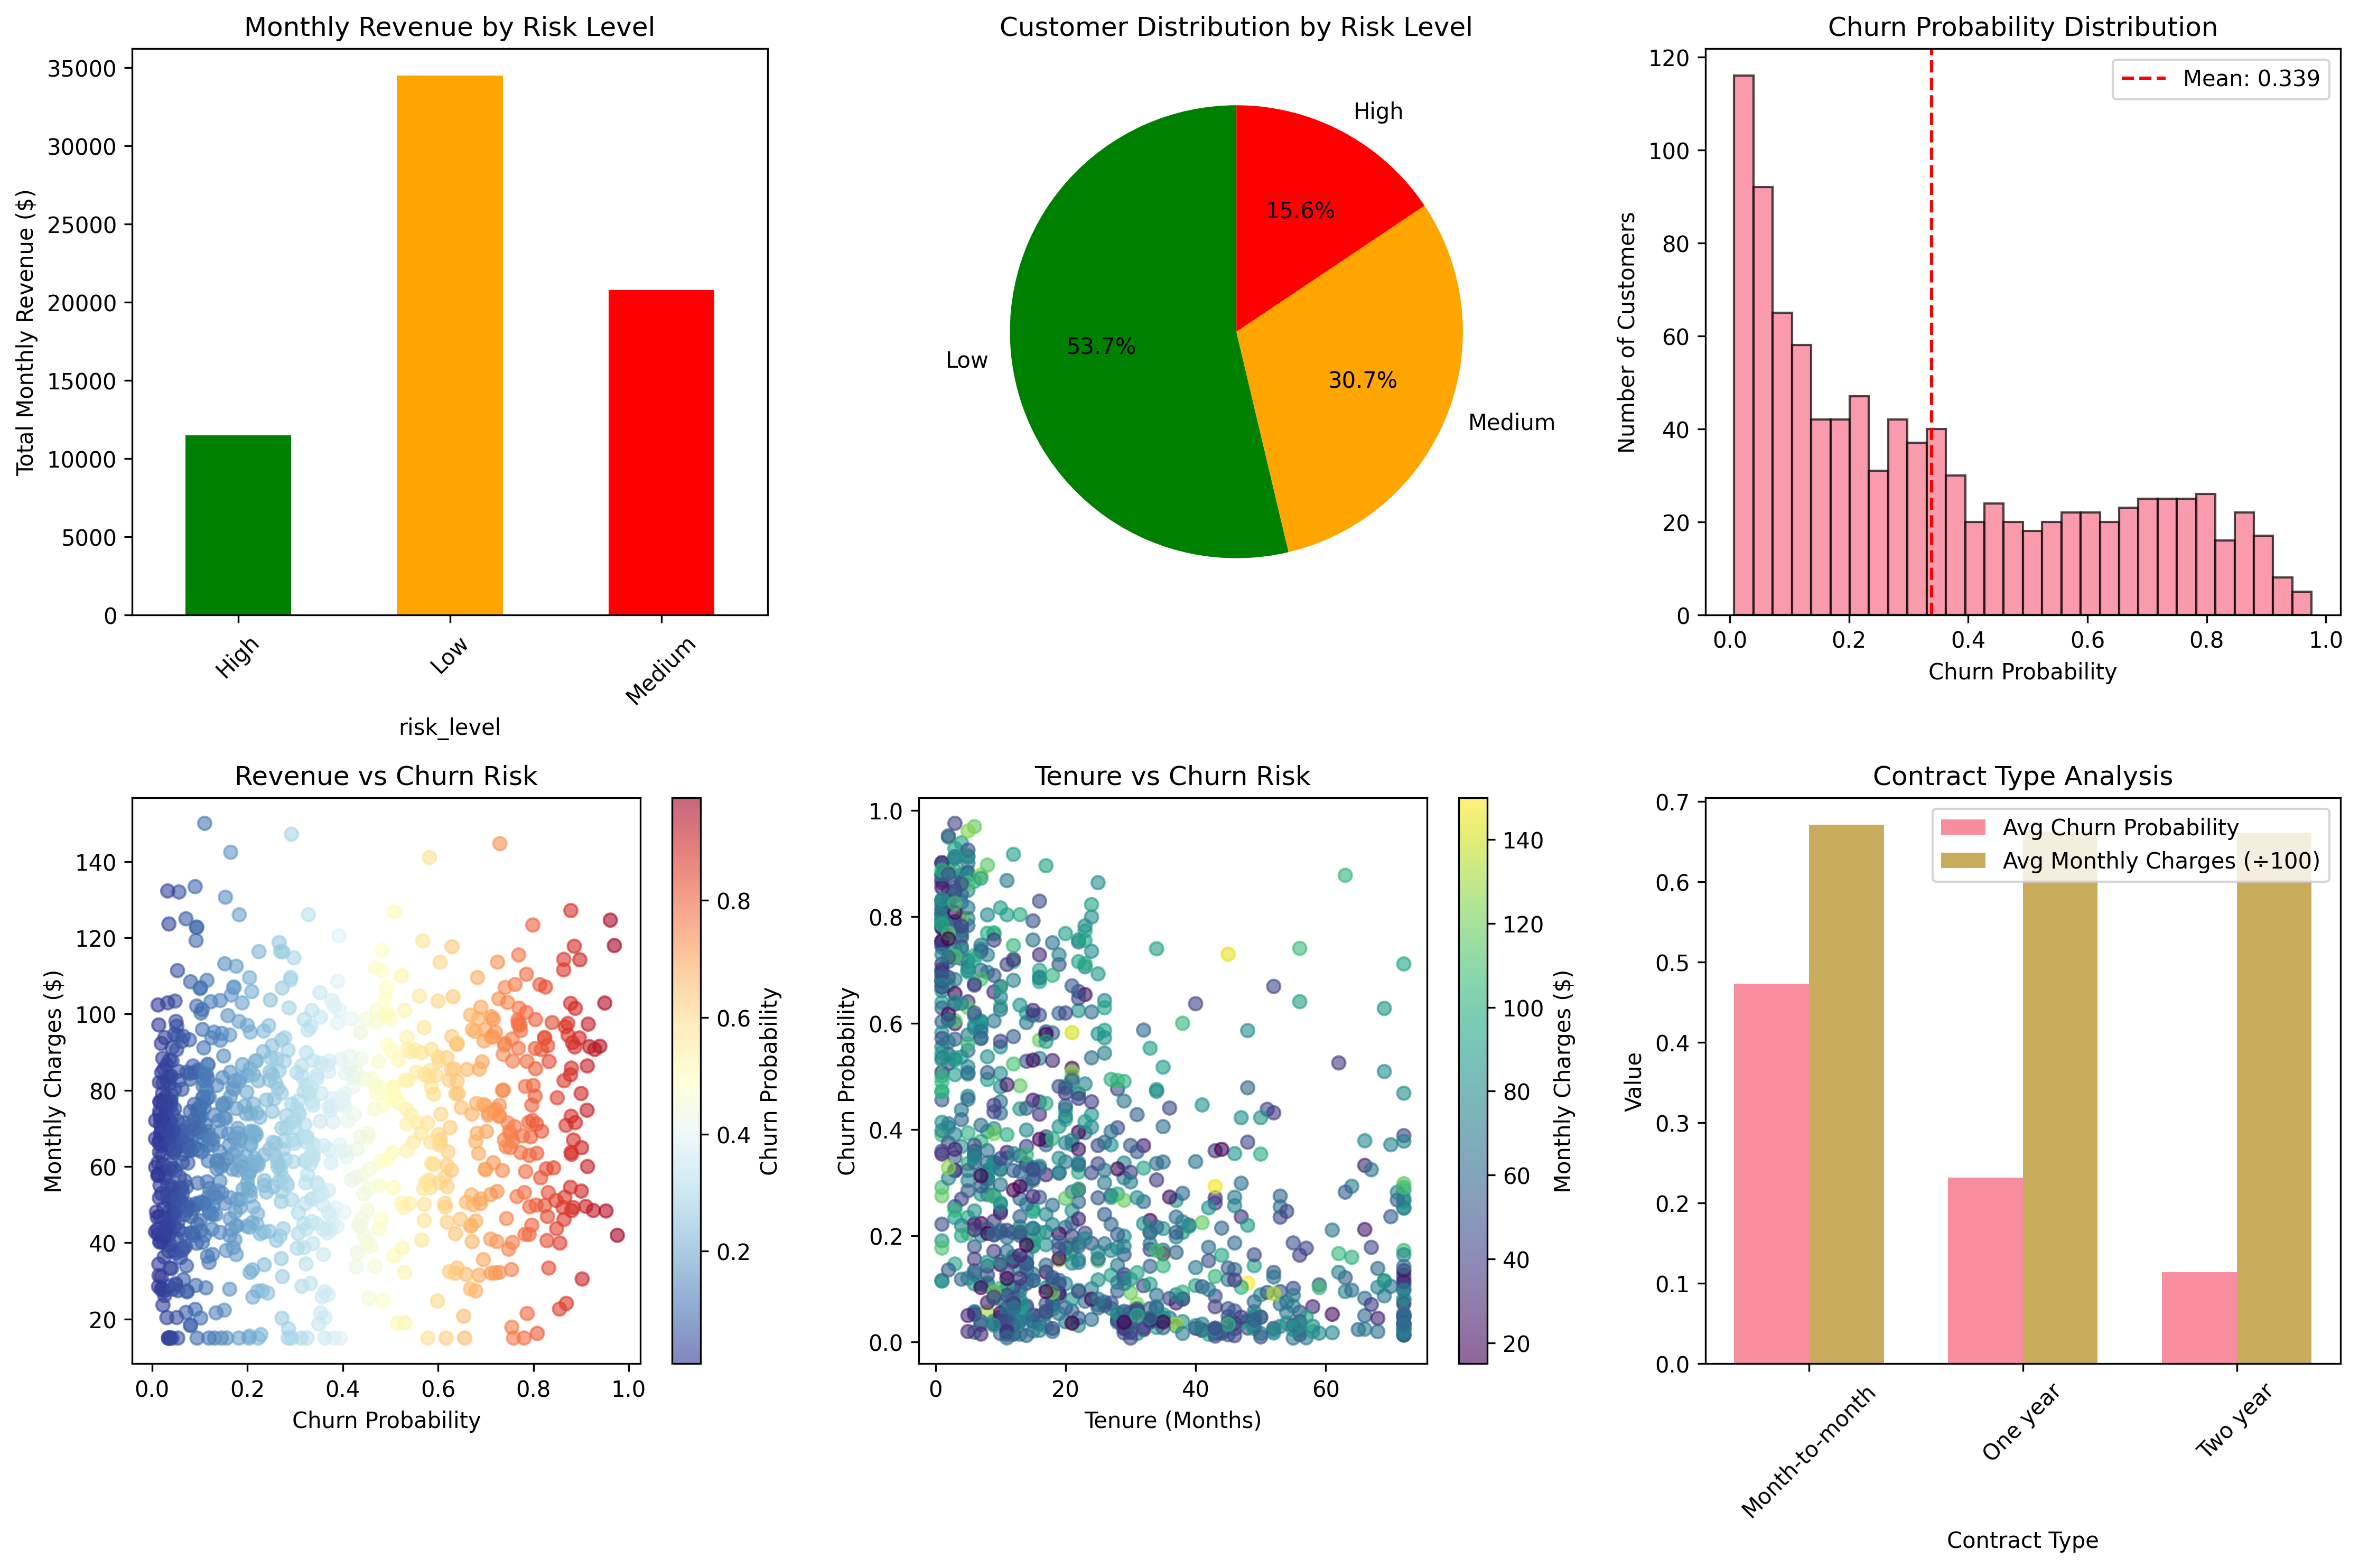 Monthly Revenue by Risk Level
Total Monthly Revenue ($)
35000
30000
25000
20000
15000
10000
5000
0
High
Low
Medium
risk_level
Customer Distribution by Risk Level
High
15.6%
Low
53.7%
30.7%
Medium
Churn Probability Distribution
Mean: 0.339
Number of Customers
120
100
80
60
40
20
0
0.0 0.2 0.4 0.6 0.8 1.0
Churn Probability
Revenue vs Churn Risk
Monthly Charges ($)
140
120
100
80
60
40
20
0.0 0.2 0.4 0.6 0.8 1.0
Churn Probability
0.8
0.6
0.4
0.2
Churn Probability
Tenure vs Churn Risk
Churn Probability
1.0
0.8
0.6
0.4
0.2
0.0
0 20 40 60
Tenure (Months)
140
120
100
80
60
40
20
Monthly Charges ($)
Contract Type Analysis
Avg Churn Probability
Avg Monthly Charges (÷100)
Value
0.7
0.6
0.5
0.4
0.3
0.2
0.1
0.0
Month-to-month
One year
Two year
Contract Type